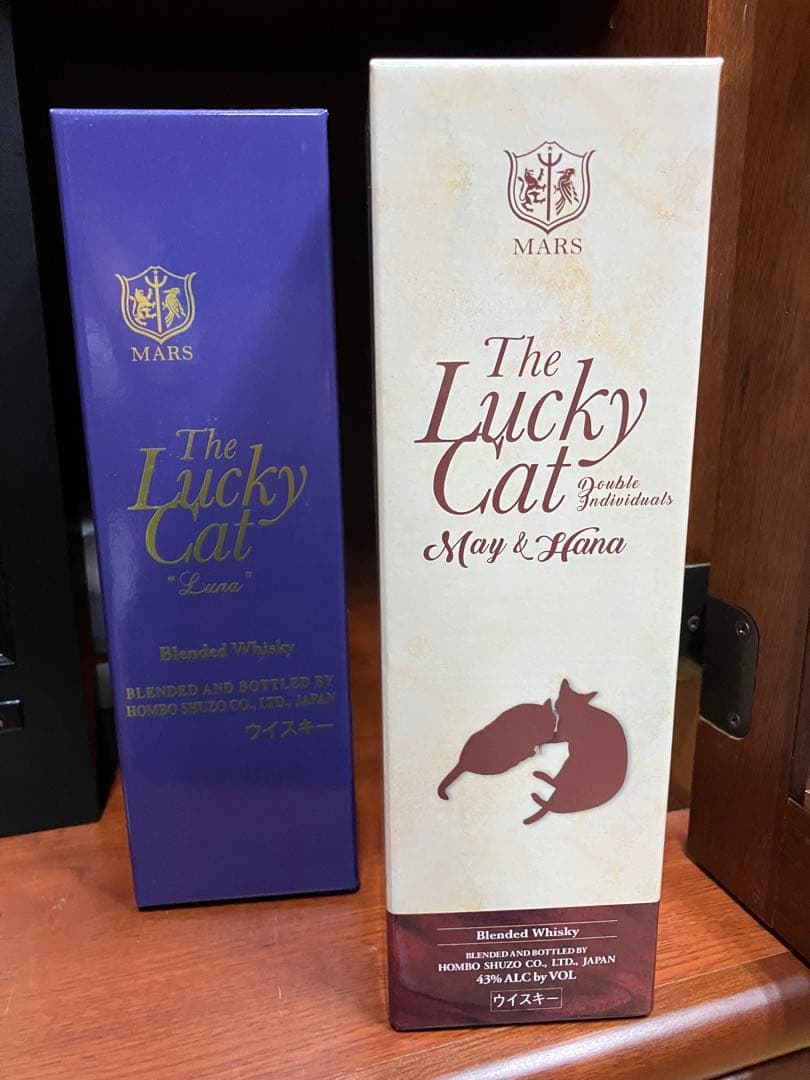 MARS
The
Lucky
Cat
"Luna"
Blended Whisky
BLENDED AND BOTTLED BY
HOMBO SHUZO CO., LTD., JAPAN
ウイスキー
MARS
The
Lucky
Cat Double
Individuals
May & Hana
Blended Whisky
BLENDED AND BOTTLED BY
HOMBO SHUZO CO., LTD., JAPAN
43% ALC by VOL
ウイスキー